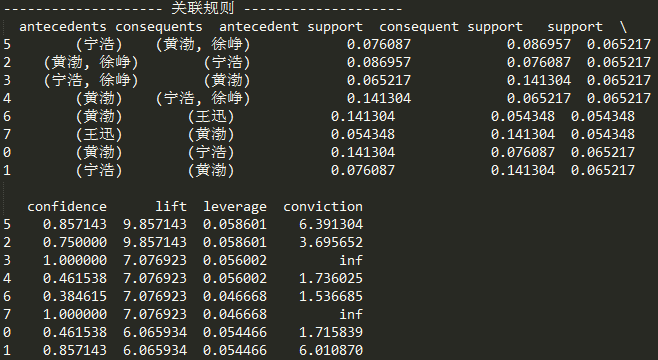 -------------------- 关联规则 --------------------
  antecedents consequents  antecedent support  consequent support   support  \
5        (宁浩)    (黄渤, 徐峥)            0.076087            0.086957  0.065217
2    (黄渤, 徐峥)        (宁浩)            0.086957            0.076087  0.065217
3    (宁浩, 徐峥)        (黄渤)            0.065217            0.141304  0.065217
4        (黄渤)    (宁浩, 徐峥)            0.141304            0.065217  0.065217
6        (黄渤)        (王迅)            0.141304            0.054348  0.054348
7        (王迅)        (黄渤)            0.054348            0.141304  0.054348
0        (黄渤)        (宁浩)            0.141304            0.076087  0.065217
1        (宁浩)        (黄渤)            0.076087            0.141304  0.065217
   confidence      lift  leverage  conviction
5    0.857143  9.857143  0.058601    6.391304
2    0.750000  9.857143  0.058601    3.695652
3    1.000000  7.076923  0.056002         inf
4    0.461538  7.076923  0.056002    1.736025
6    0.384615  7.076923  0.046668    1.536685
7    1.000000  7.076923  0.046668         inf
0    0.461538  6.065934  0.054466    1.715839
1    0.857143  6.065934  0.054466    6.010870